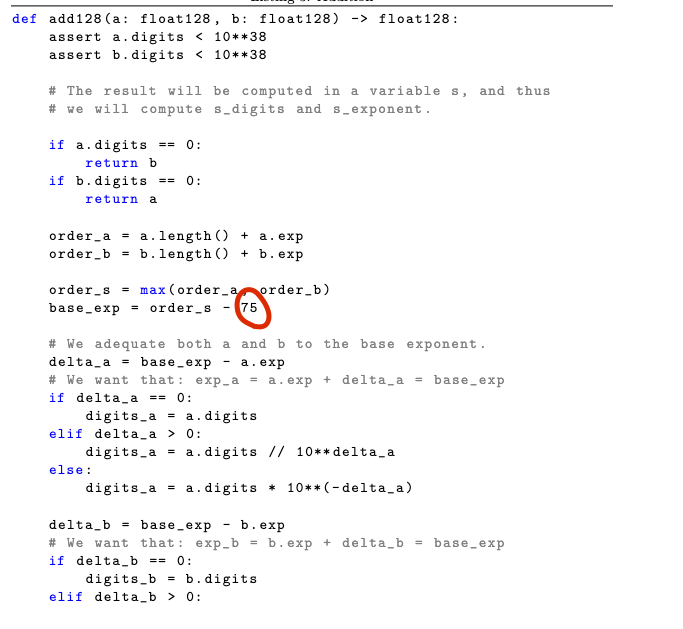 def add128(a: float128, b: float128) -> float128:
    assert a.digits < 10**38
    assert b.digits < 10**38
    # The result will be computed in a variable s, and thus
    # we will compute s_digits and s_exponent.
    if a.digits == 0:
        return b
    if b.digits == 0:
        return a
    order_a = a.length() + a.exp
    order_b = b.length() + b.exp
    order_s = max(order_a, order_b)
    base_exp = order_s - 75
    # We adequate both a and b to the base exponent.
    delta_a = base_exp - a.exp
    # We want that: exp_a = a.exp + delta_a = base_exp
    if delta_a == 0:
        digits_a = a.digits
    elif delta_a > 0:
        digits_a = a.digits // 10**delta_a
    else:
        digits_a = a.digits * 10**(-delta_a)
    delta_b = base_exp - b.exp
    # We want that: exp_b = b.exp + delta_b = base_exp
    if delta_b == 0:
        digits_b = b.digits
    elif delta_b > 0: